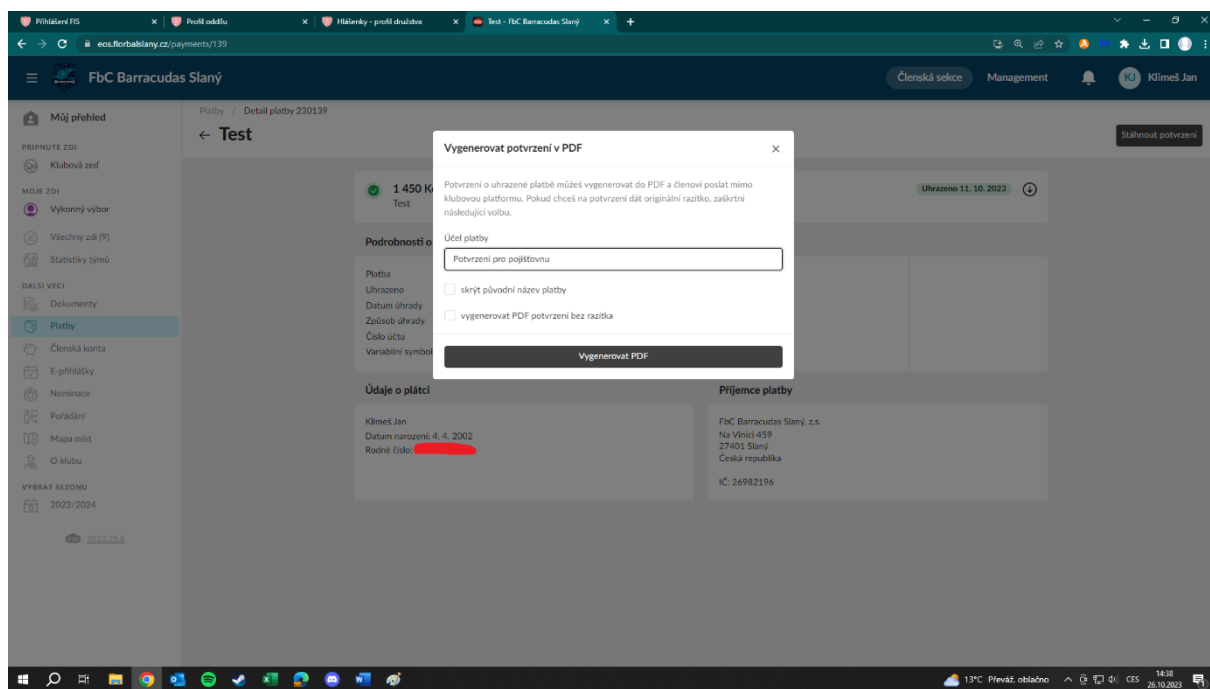 Přihlášení FIS
Profil oddílu
Hlášenky - profil družstva
Test - FbC Barracudas Slaný
eos.florbalslany.cz/payments/139
FbC Barracudas Slaný
Členská sekce
Management
KJ
Klimeš Jan
Můj přehled
PŘIPNUTÉ ZDI
Klubová zeď
MOJE ZDI
Výkonný výbor
Všechny zdi (9)
Statistiky týmů
DALŠÍ VĚCI
Dokumenty
Platby
Členská konta
E-přihlášky
Nominace
Pořádání
Mapa míst
O klubu
VYBRAT SEZONU
2023/2024
2023.25.8
Platby / Detail platby 230139
← Test
Stáhnout potvrzení
1 450 K
Test
Uhrazeno 11. 10. 2023
Podrobnosti o
Platba
Uhrazeno
Datum úhrady
Způsob úhrady
Číslo účtu
Variabilní symbol
Vygenerovat potvrzení v PDF
Potvrzení o uhrazené platbě můžeš vygenerovat do PDF a členovi poslat mimo
klubovou platformu. Pokud chceš na potvrzení dát originální razítko, zaškrtni
následující volbu.
Účel platby
Potvrzení pro pojišťovnu
skrýt původní název platby
vygenerovat PDF potvrzení bez razítka
Vygenerovat PDF
Údaje o plátci
Klimeš Jan
Datum narození: 4. 4. 2002
Rodné číslo:
Příjemce platby
FbC Barracudas Slaný, z.s.
Na Vinici 459
27401 Slaný
Česká republika
IČ: 26982196
13°C Převáž. oblačno
CES
14:38
26.10.2023